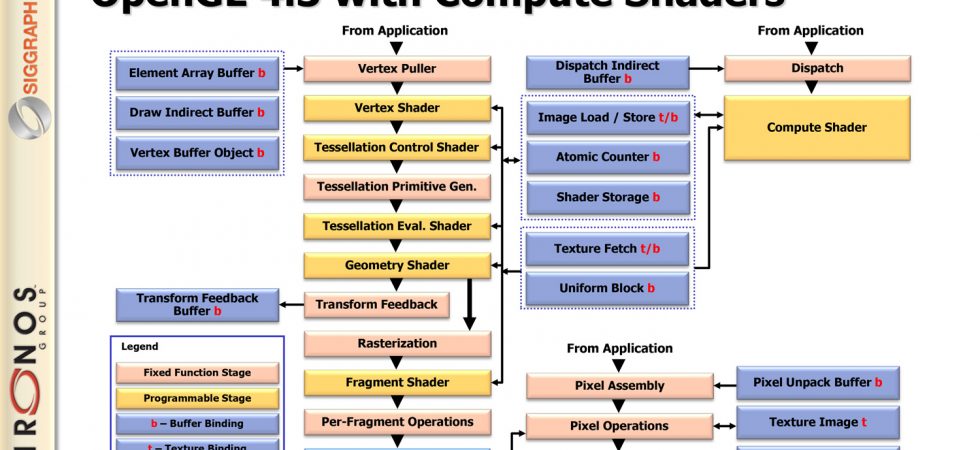 OpenGL 4.3 with Compute Shaders
SIGGRAPH
From Application
From Application
Element Array Buffer b
Vertex Puller
Dispatch Indirect
Buffer b
Dispatch
Draw Indirect Buffer b
Vertex Shader
Image Load / Store t/b
Compute Shader
Vertex Buffer Object b
Tessellation Control Shader
Atomic Counter b
Tessellation Primitive Gen.
Shader Storage b
Tessellation Eval. Shader
Texture Fetch t/b
Geometry Shader
Uniform Block b
Transform Feedback
Buffer b
Transform Feedback
Legend
Rasterization
From Application
Fixed Function Stage
Fragment Shader
Pixel Assembly
Pixel Unpack Buffer b
Programmable Stage
b – Buffer Binding
Per-Fragment Operations
Pixel Operations
Texture Image t
t – Texture Binding
GROUP